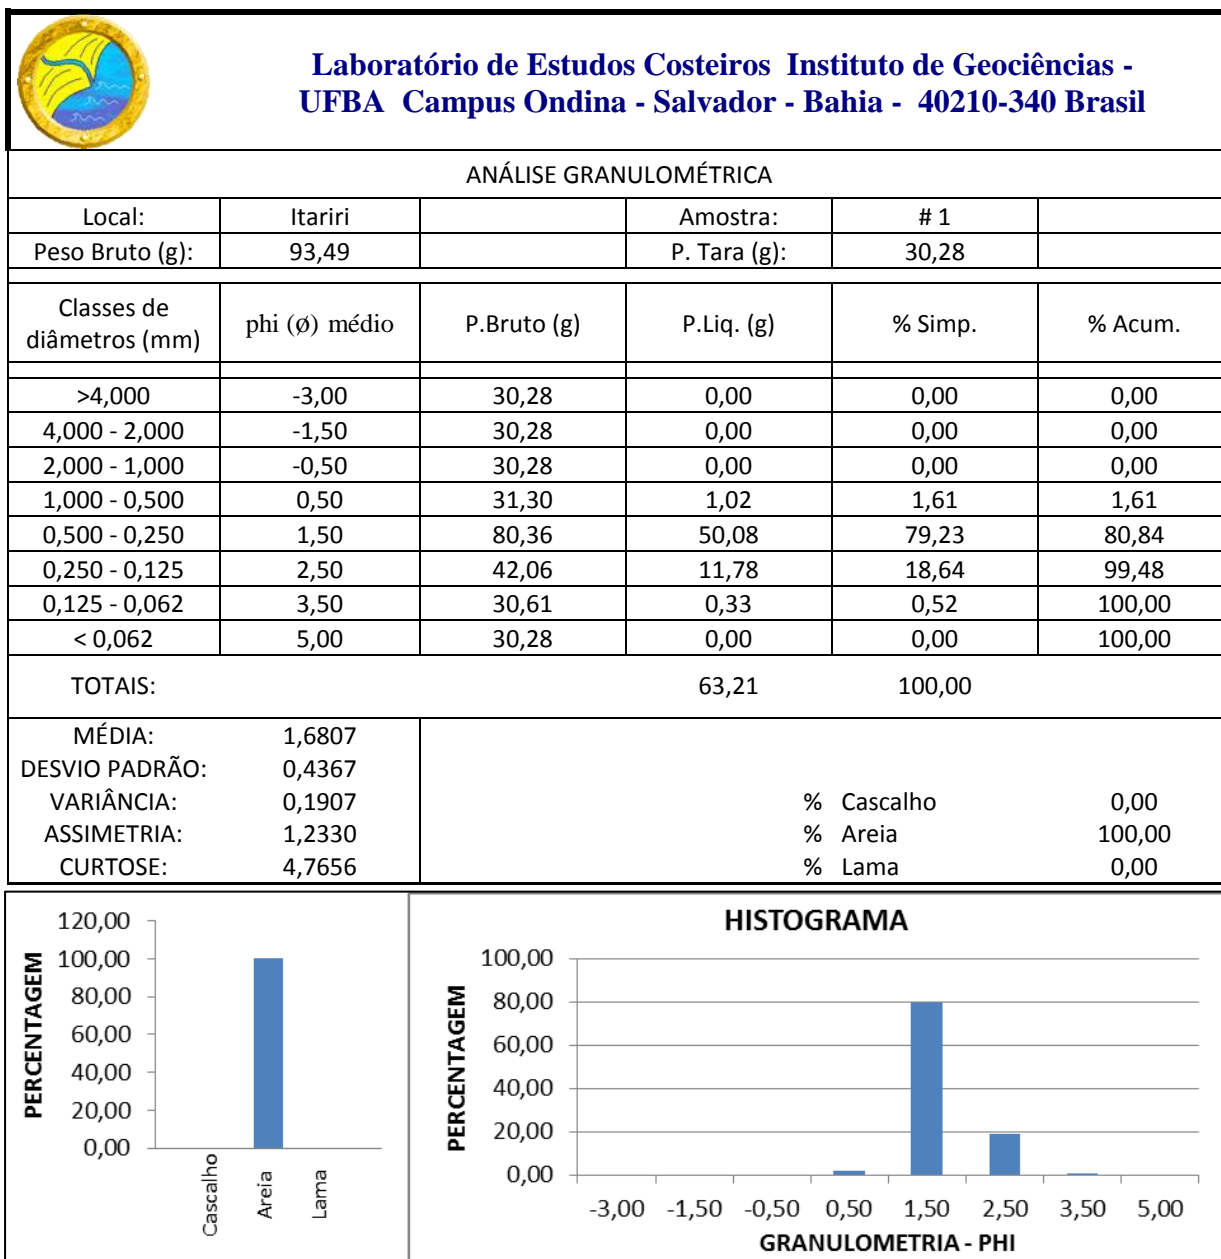 Laboratório de Estudos Costeiros Instituto de Geociências -
UFBA Campus Ondina - Salvador - Bahia - 40210-340 Brasil
ANÁLISE GRANULOMÉTRICA
Local: Itariri Amostra: # 1
Peso Bruto (g): 93,49 P. Tara (g): 30,28
Classes de diâmetros (mm) phi (ø) médio P.Bruto (g) P.Liq. (g) % Simp. % Acum.
>4,000 -3,00 30,28 0,00 0,00 0,00
4,000 - 2,000 -1,50 30,28 0,00 0,00 0,00
2,000 - 1,000 -0,50 30,28 0,00 0,00 0,00
1,000 - 0,500 0,50 31,30 1,02 1,61 1,61
0,500 - 0,250 1,50 80,36 50,08 79,23 80,84
0,250 - 0,125 2,50 42,06 11,78 18,64 99,48
0,125 - 0,062 3,50 30,61 0,33 0,52 100,00
< 0,062 5,00 30,28 0,00 0,00 100,00
TOTAIS: 63,21 100,00
MÉDIA: 1,6807
DESVIO PADRÃO: 0,4367
VARIÂNCIA: 0,1907 % Cascalho 0,00
ASSIMETRIA: 1,2330 % Areia 100,00
CURTOSE: 4,7656 % Lama 0,00
PERCENTAGEM
120,00
100,00
80,00
60,00
40,00
20,00
0,00
Cascalho
Areia
Lama
HISTOGRAMA
PERCENTAGEM
100,00
80,00
60,00
40,00
20,00
0,00
-3,00 -1,50 -0,50 0,50 1,50 2,50 3,50 5,00
GRANULOMETRIA - PHI